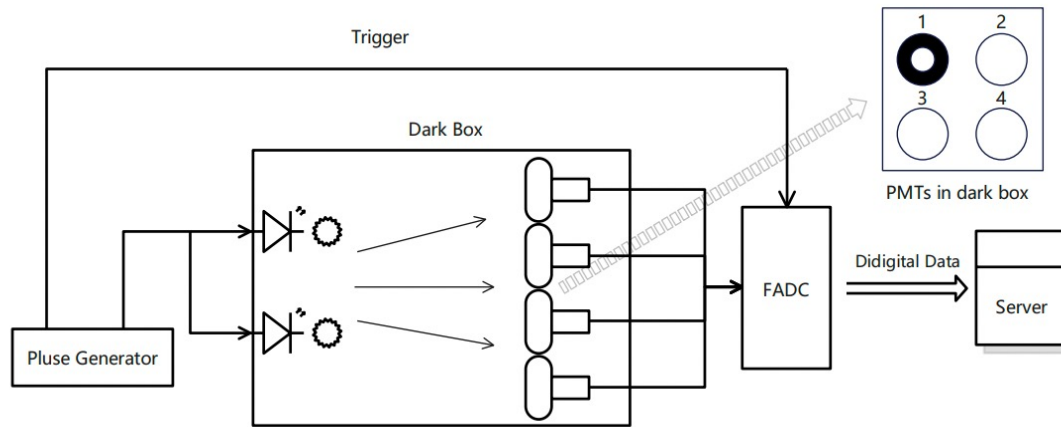 Trigger
1 2
3 4
PMTs in dark box
Dark Box
Pluse Generator
FADC
Didigital Data
Server